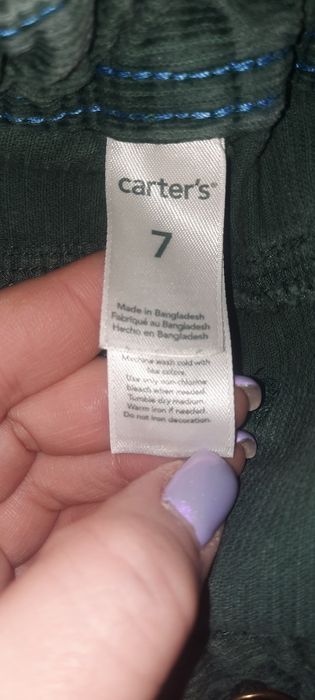 carter's
7
Made in Bangladesh
Fabriqué au Bangladesh
Hecho en Bangladesh
Machine wash cold with
like colors.
Use only non-chlorine
bleach when needed.
Tumble dry medium.
Warm iron if needed.
Do not iron decoration.